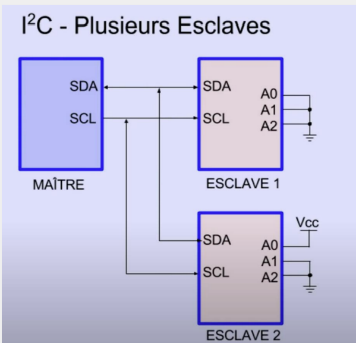 I²C - Plusieurs Esclaves
SDA
SCL
MAÎTRE
SDA
SCL
A0
A1
A2
ESCLAVE 1
Vcc
SDA
SCL
A0
A1
A2
ESCLAVE 2